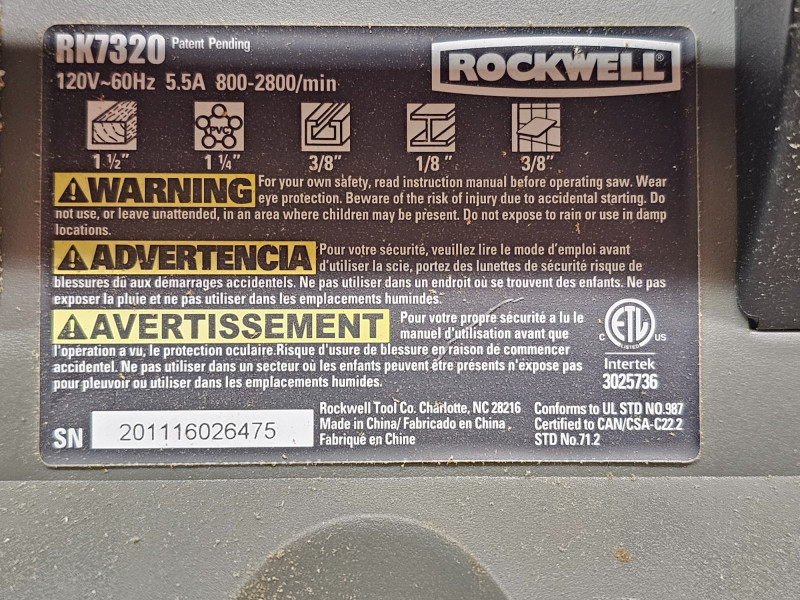 RK7320 Patent Pending
ROCKWELL®
120V~60Hz 5.5A 800-2800/min
PVC
1 ½" 1 ¼" 3/8" 1/8" 3/8"
WARNING For your own safety, read instruction manual before operating saw. Wear
eye protection. Beware of the risk of injury due to accidental starting. Do
not use, or leave unattended, in an area where children may be present. Do not expose to rain or use in damp
locations.
ADVERTENCIA Pour votre sécurité, veuillez lire le mode d'emploi avant
d'utiliser la scie, portez des lunettes de sécurité risque de
blessures dû aux démarrages accidentels. Ne pas utiliser dans un endroit où se trouvent des enfants. Ne pas
exposer la pluie et ne pas utiliser dans les emplacements humindes.
AVERTISSEMENT Pour votre propre sécurité a lu le
manuel d'utilisation avant que
l'opération a vu, le protection oculaire.Risque d'usure de blessure en raison de commencer
accidentel. Ne pas utiliser dans un secteur où les enfants peuvent être présents n'expose pas
pour pleuvoir ou utiliser dans les emplacements humides.
ETL
C LISTED US
Intertek
3025736
SN 201116026475
Rockwell Tool Co. Charlotte, NC 28216
Made in China/ Fabricado en China
Fabriqué en Chine
Conforms to UL STD NO.987
Certified to CAN/CSA-C22.2
STD No.71.2